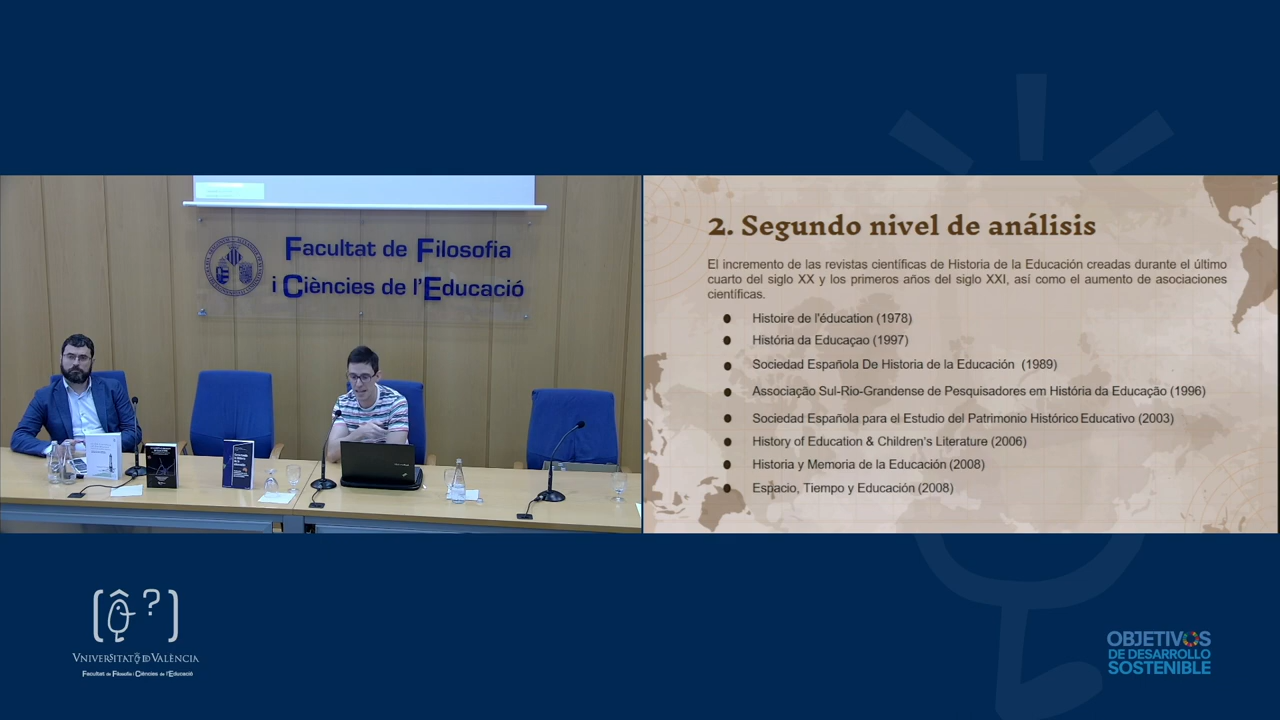 Facultat de Filosofia
i Ciències de l'Educació
2. Segundo nivel de análisis
El incremento de las revistas científicas de Historia de la Educación creadas durante el último
cuarto del siglo XX y los primeros años del siglo XXI, así como el aumento de asociaciones
científicas.
Histoire de l'éducation (1978)
História da Educaçao (1997)
Sociedad Española De Historia de la Educación (1989)
Associação Sul-Rio-Grandense de Pesquisadores em História da Educação (1996)
Sociedad Española para el Estudio del Patrimonio Histórico Educativo (2003)
History of Education & Children's Literature (2006)
Historia y Memoria de la Educación (2008)
Espacio, Tiempo y Educación (2008)
[ô?]
VNIVERSITATQ͞DVALÈNCIA
Facultat de Filosofia i Ciències de l'Educació
OBJETIVOS
DE DESARROLLO
SOSTENIBLE